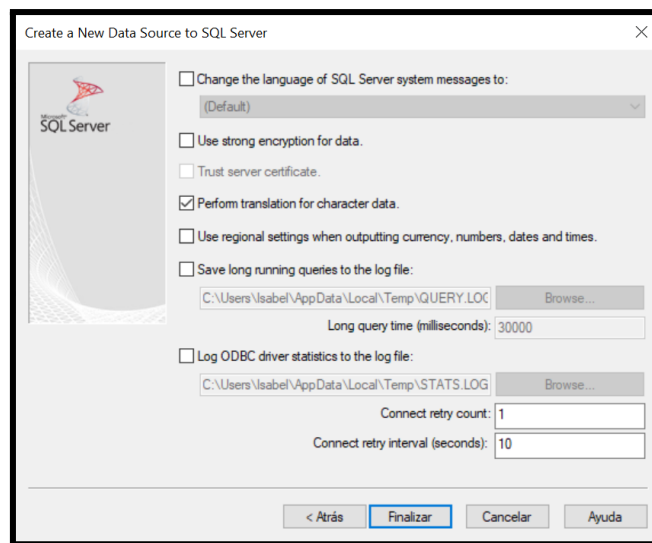 Create a New Data Source to SQL Server
Microsoft
SQL Server
Change the language of SQL Server system messages to:
(Default)
Use strong encryption for data.
Trust server certificate.
Perform translation for character data.
Use regional settings when outputting currency, numbers, dates and times.
Save long running queries to the log file:
C:\Users\Isabel\AppData\Local\Temp\QUERY.LOG Browse...
Long query time (milliseconds): 30000
Log ODBC driver statistics to the log file:
C:\Users\Isabel\AppData\Local\Temp\STATS.LOG Browse...
Connect retry count: 1
Connect retry interval (seconds): 10
< Atrás Finalizar Cancelar Ayuda